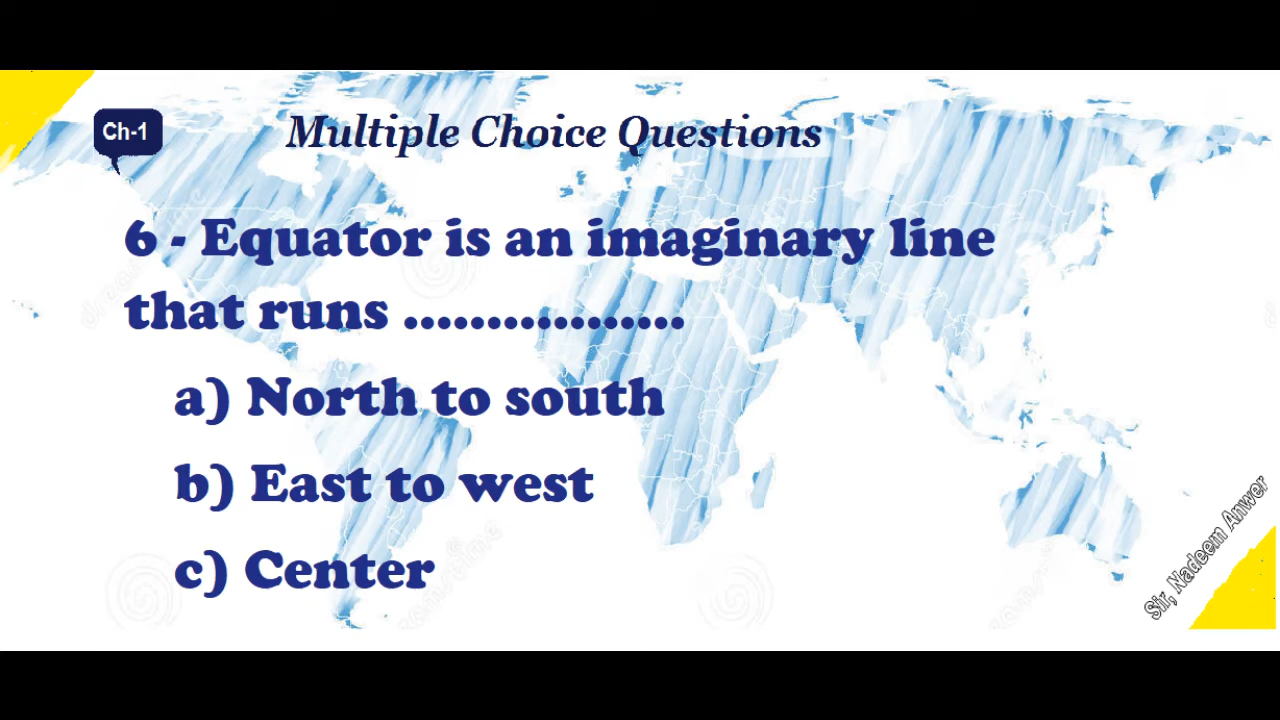 Ch-1
Multiple Choice Questions
6 - Equator is an imaginary line
that runs .................
a) North to south
b) East to west
c) Center
Sir, Nadeem Anwer